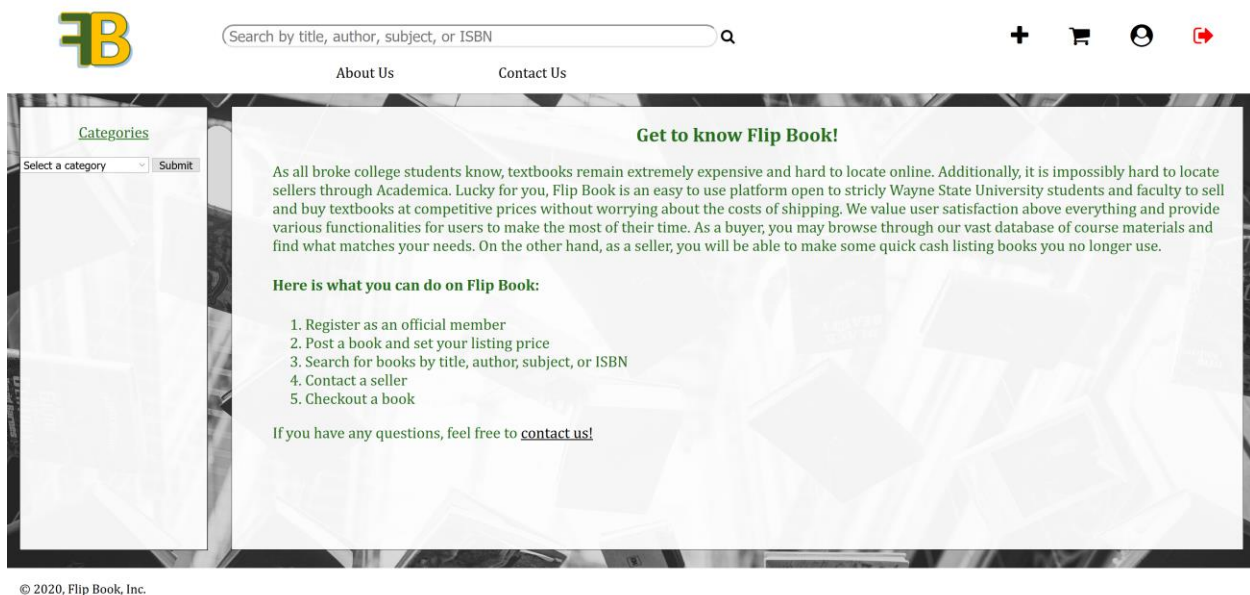 FB
Search by title, author, subject, or ISBN
About Us
Contact Us
Categories
Select a category
Submit
Get to know Flip Book!
As all broke college students know, textbooks remain extremely expensive and hard to locate online. Additionally, it is impossibly hard to locate
sellers through Academica. Lucky for you, Flip Book is an easy to use platform open to stricly Wayne State University students and faculty to sell
and buy textbooks at competitive prices without worrying about the costs of shipping. We value user satisfaction above everything and provide
various functionalities for users to make the most of their time. As a buyer, you may browse through our vast database of course materials and
find what matches your needs. On the other hand, as a seller, you will be able to make some quick cash listing books you no longer use.
Here is what you can do on Flip Book:
1. Register as an official member
2. Post a book and set your listing price
3. Search for books by title, author, subject, or ISBN
4. Contact a seller
5. Checkout a book
If you have any questions, feel free to contact us!
© 2020, Flip Book, Inc.